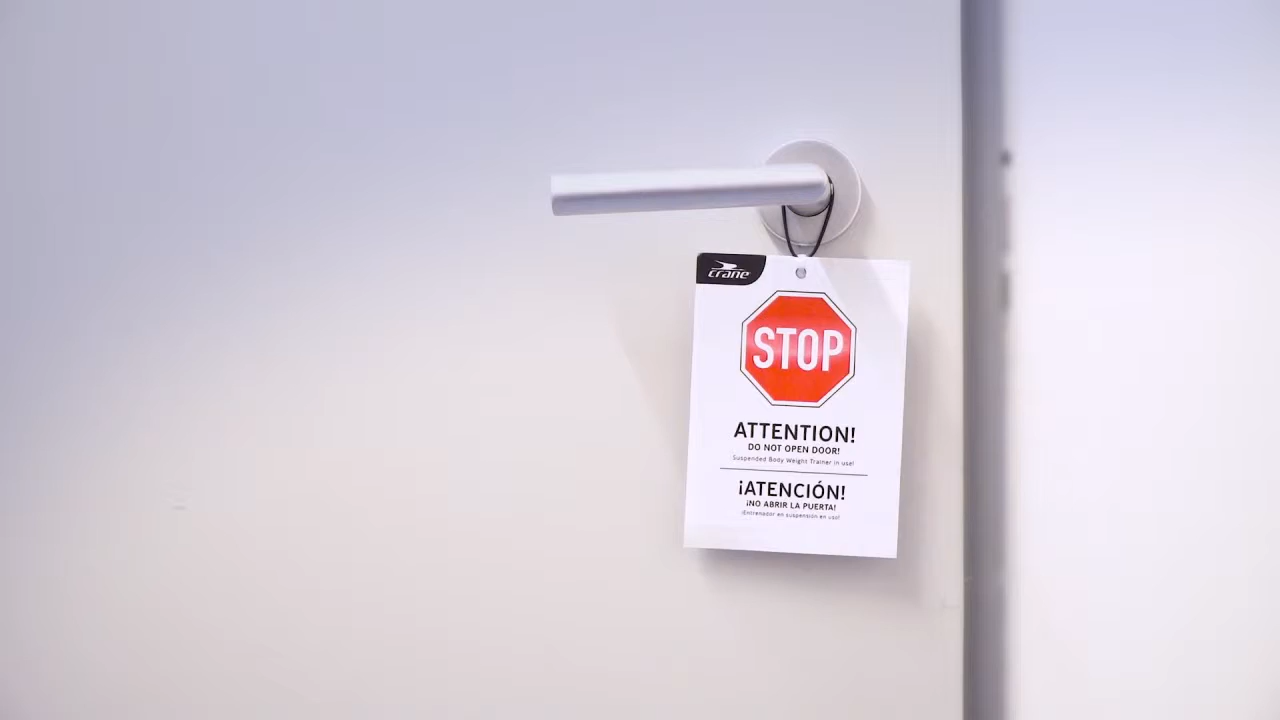 crane
STOP
ATTENTION!
DO NOT OPEN DOOR!
Suspended Body Weight Trainer in use!
¡ATENCIÓN!
¡NO ABRIR LA PUERTA!
¡Entrenador en suspensión en uso!